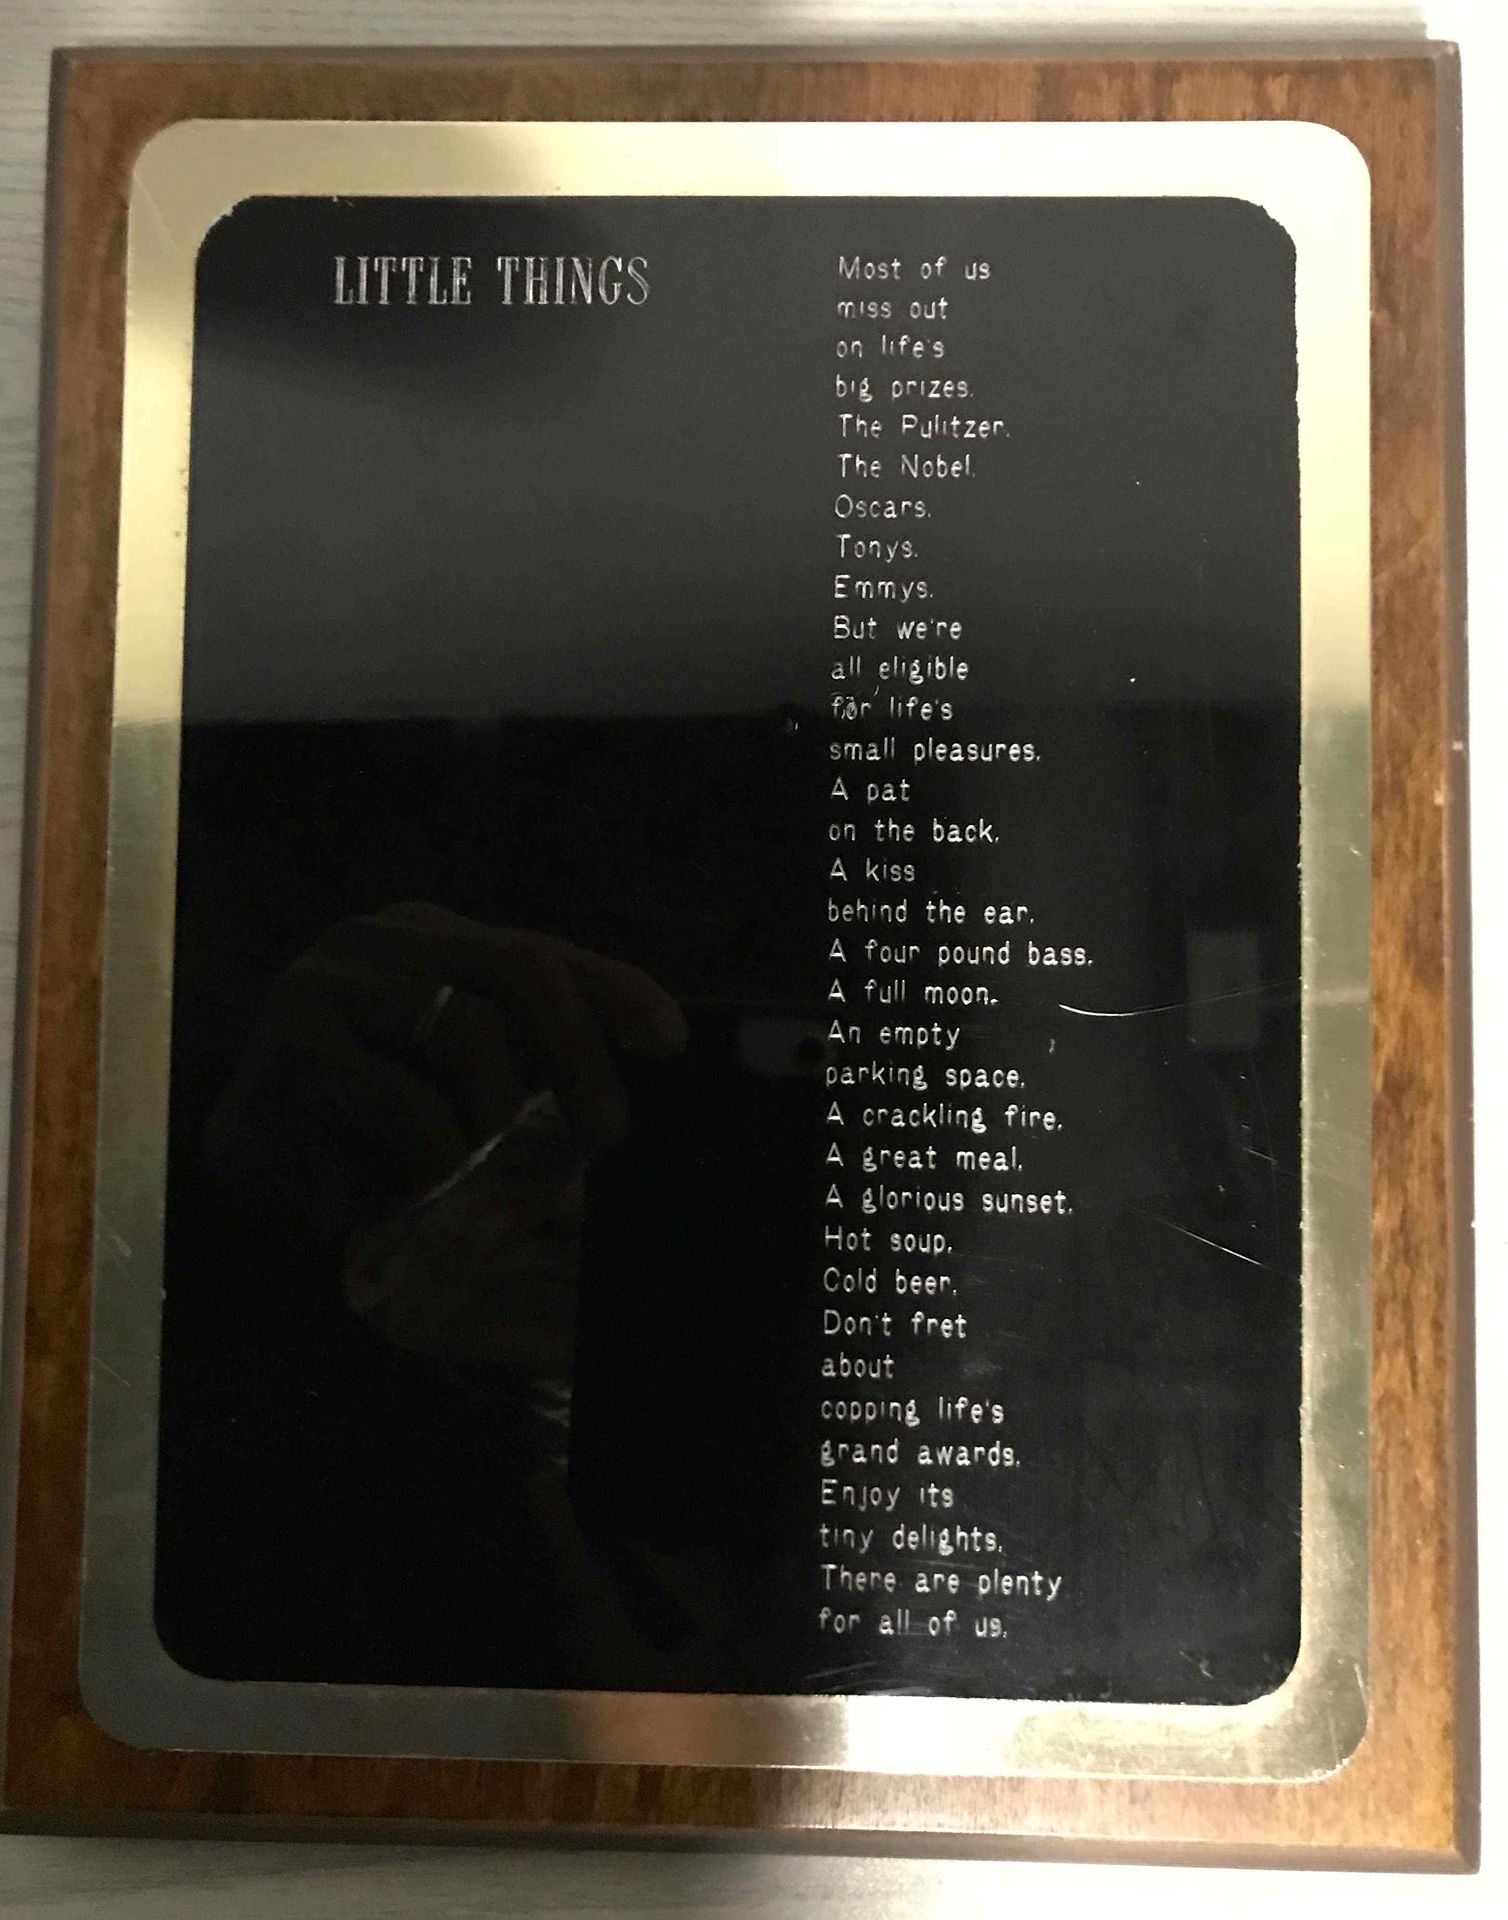 LITTLE THINGS
Most of us
miss out
on life's
big prizes.
The Pulitzer.
The Nobel.
Oscars.
Tonys.
Emmys.
But we're
all eligible
for life's
small pleasures.
A pat
on the back.
A kiss
behind the ear.
A four pound bass.
A full moon.
An empty
parking space.
A crackling fire.
A great meal.
A glorious sunset.
Hot soup.
Cold beer.
Don't fret
about
copping life's
grand awards.
Enjoy its
tiny delights.
There are plenty
for all of us.